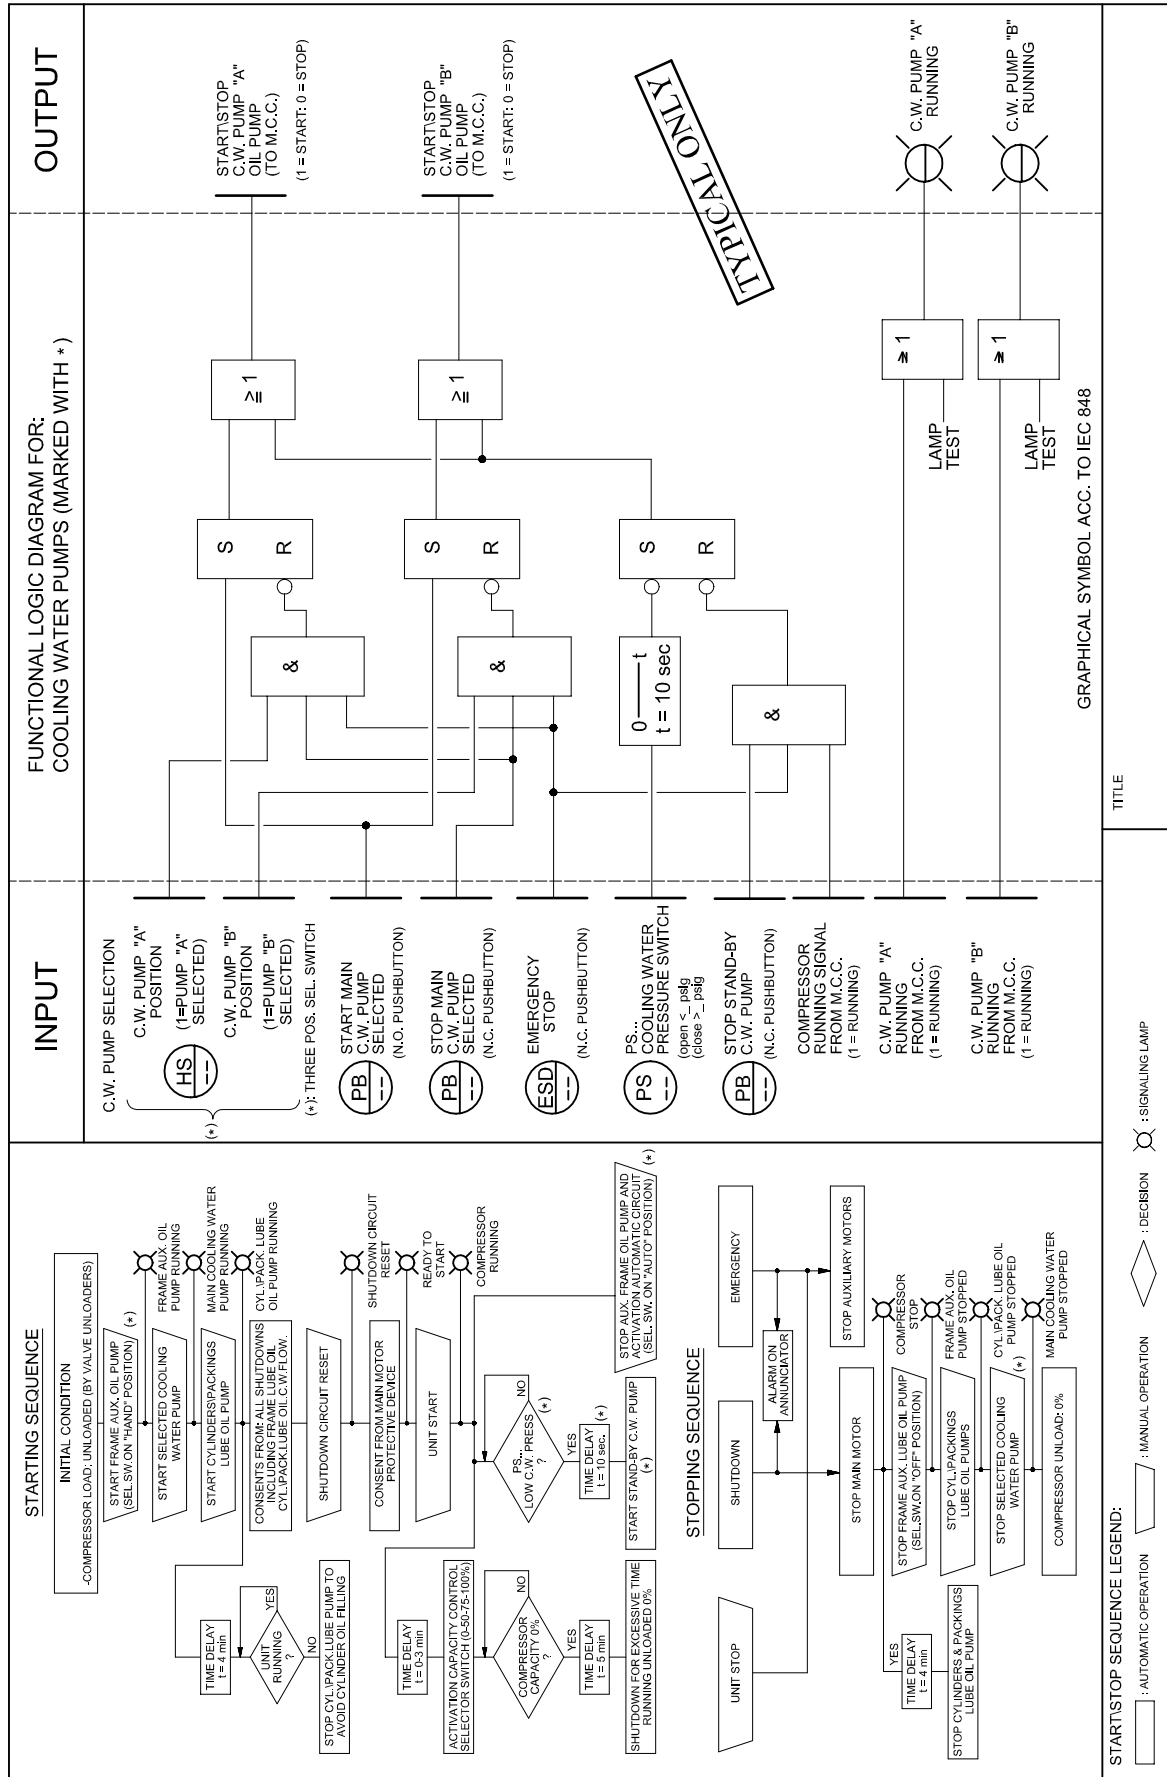 STARTING SEQUENCE
INITIAL CONDITION
-COMPRESSOR LOAD: UNLOADED (BY VALVE UNLOADERS)
START FRAME AUX. OIL PUMP
(SEL.SW.ON "HAND" POSITION)
(*)
FRAME AUX. OIL
PUMP RUNNING
START SELECTED COOLING
WATER PUMP
MAIN COOLING WATER
PUMP RUNNING
START CYLINDERS\PACKINGS
LUBE OIL PUMP
CYL.\PACK. LUBE
OIL PUMP RUNNING
TIME DELAY
t = 4 min
CONSENTS FROM: ALL SHUTDOWNS
INCLUDING FRAME LUBE OIL
CYL.\PACK.LUBE OIL C.W.FLOW.
UNIT
RUNNING
?
YES
NO
STOP CYL.\PACK.LUBE PUMP TO
AVOID CYLINDER OIL FILLING
SHUTDOWN CIRCUIT RESET
SHUTDOWN CIRCUIT
RESET
CONSENT FROM MAIN MOTOR
PROTECTIVE DEVICE
READY TO
START
UNIT START
COMPRESSOR
RUNNING
TIME DELAY
t = 0-3 min
ACTIVATION CAPACITY CONTROL
SELECTOR SWITCH (0-50-75-100%)
COMPRESSOR
CAPACITY 0%
?
NO
YES
TIME DELAY
t = 5 min
SHUTDOWN FOR EXCESSIVE TIME
RUNNING UNLOADED 0%
PS...
LOW C.W. PRESS
?
NO
(*)
YES
TIME DELAY
t = 10 sec.
(*)
START STAND-BY C.W. PUMP
(*)
STOP AUX. FRAME OIL PUMP AND
ACTIVATION AUTOMATIC CIRCUIT
(SEL. SW. ON "AUTO" POSITION)
(*)
STOPPING SEQUENCE
UNIT STOP
SHUTDOWN
EMERGENCY
ALARM ON
ANNUNCIATOR
STOP MAIN MOTOR
STOP AUXILIARY MOTORS
COMPRESSOR
STOP
YES
TIME DELAY
t = 4 min
STOP CYLINDERS & PACKINGS
LUBE OIL PUMP
STOP FRAME AUX. LUBE OIL PUMP
(SEL.SW.ON "OFF" POSITION)
FRAME AUX. OIL
PUMP STOPPED
STOP CYL.\PACKINGS
LUBE OIL PUMPS
CYL.\PACK. LUBE OIL
PUMP STOPPED
STOP SELECTED COOLING
WATER PUMP
(*)
MAIN COOLING WATER
PUMP STOPPED
COMPRESSOR UNLOAD: 0%
START\STOP SEQUENCE LEGEND:
: AUTOMATIC OPERATION
: MANUAL OPERATION
: DECISION
: SIGNALING LAMP
INPUT
C.W. PUMP SELECTION
(*)
HS
C.W. PUMP "A"
POSITION
(1=PUMP "A"
SELECTED)
C.W. PUMP "B"
POSITION
(1=PUMP "B"
SELECTED)
(*): THREE POS. SEL. SWITCH
PB
START MAIN
C.W. PUMP
SELECTED
(N.O. PUSHBUTTON)
PB
STOP MAIN
C.W. PUMP
SELECTED
(N.C. PUSHBUTTON)
ESD
EMERGENCY
STOP
(N.C. PUSHBUTTON)
PS
PS...
COOLING WATER
PRESSURE SWITCH
(open <_ psig
(close >_ psig
PB
STOP STAND-BY
C.W. PUMP
(N.C. PUSHBUTTON)
COMPRESSOR
RUNNING SIGNAL
FROM M.C.C.
(1 = RUNNING)
C.W. PUMP "A"
RUNNING
FROM M.C.C.
(1 = RUNNING)
C.W. PUMP "B"
RUNNING
FROM M.C.C.
(1 = RUNNING)
FUNCTIONAL LOGIC DIAGRAM FOR:
COOLING WATER PUMPS (MARKED WITH *)
&
S
R
≥ 1
&
S
R
≥ 1
0 t
t = 10 sec
S
R
&
LAMP
TEST
≥ 1
LAMP
TEST
≥ 1
GRAPHICAL SYMBOL ACC. TO IEC 848
TITLE
OUTPUT
START\STOP
C.W. PUMP "A"
OIL PUMP
(TO M.C.C.)
(1 = START: 0 = STOP)
START\STOP
C.W. PUMP "B"
OIL PUMP
(TO M.C.C.)
(1 = START: 0 = STOP)
TYPICAL ONLY
C.W. PUMP "A"
RUNNING
C.W. PUMP "B"
RUNNING